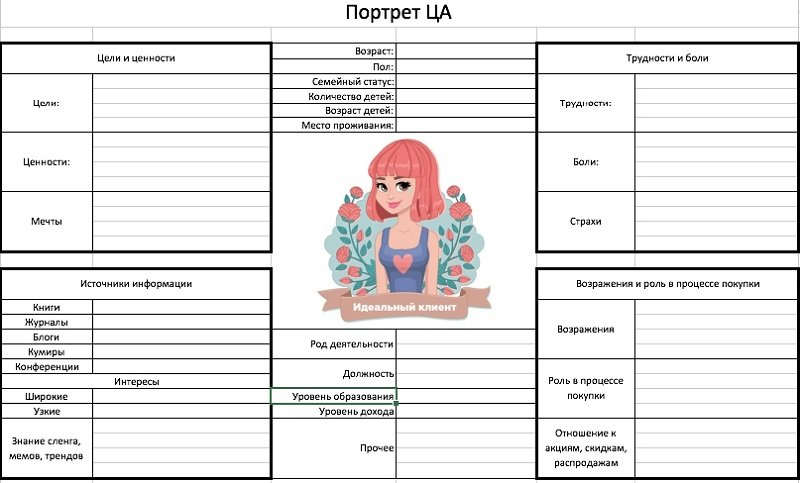 Портрет ЦА
Цели и ценности
Цели:
Ценности:
Мечты
Возраст:
Пол:
Семейный статус:
Количество детей:
Возраст детей:
Место проживания:
Трудности и боли
Трудности:
Боли:
Страхи
Идеальный клиент
Источники информации
Книги
Журналы
Блоги
Кумиры
Конференции
Интересы
Широкие
Узкие
Знание сленга,
мемов, трендов
Род деятельности
Должность
Уровень образования
Уровень дохода
Прочее
Возражения и роль в процессе покупки
Возражения
Роль в процессе
покупки
Отношение к
акциям, скидкам,
распродажам